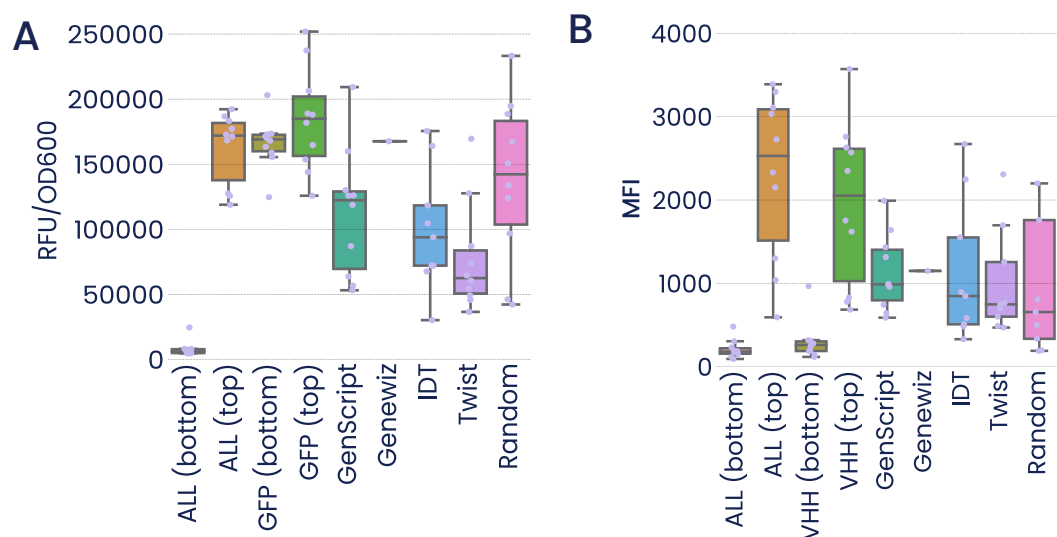 A
RFU/OD600
250000
200000
150000
100000
50000
0
ALL (bottom)
ALL (top)
GFP (bottom)
GFP (top)
GenScript
Genewiz
IDT
Twist
Random
B
MFI
4000
3000
2000
1000
0
ALL (bottom)
ALL (top)
VHH (bottom)
VHH (top)
GenScript
Genewiz
IDT
Twist
Random